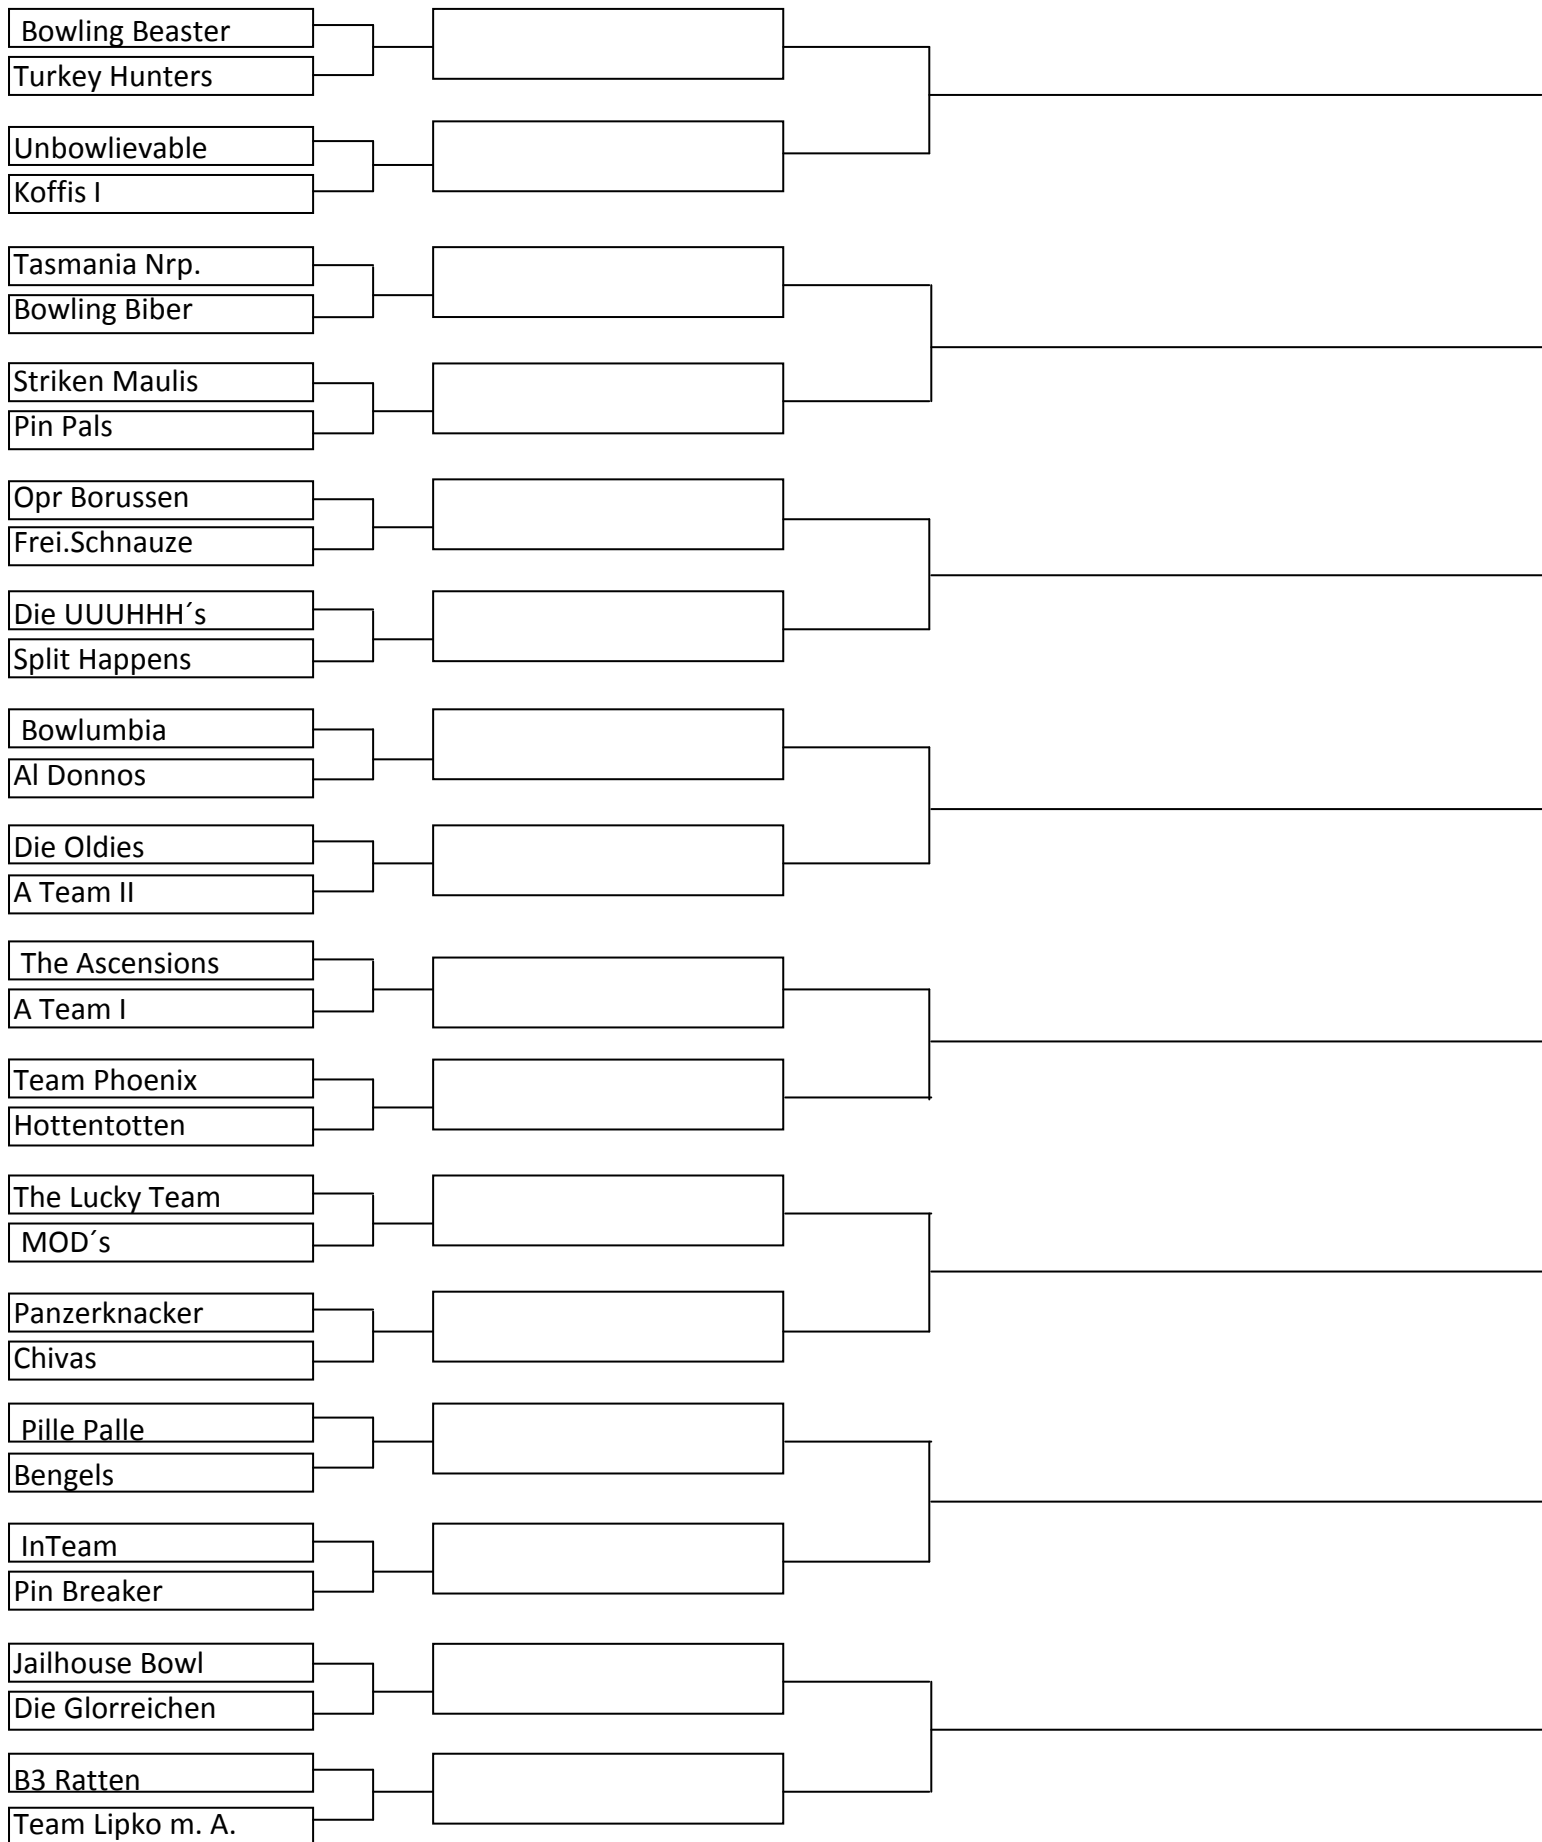 Bowling Beaster
Turkey Hunters
Unbowlievable
Koffis I
Tasmania Nrp.
Bowling Biber
Striken Maulis
Pin Pals
Opr Borussen
Frei.Schnauze
Die UUUHHH´s
Split Happens
Bowlumbia
Al Donnos
Die Oldies
A Team II
The Ascensions
A Team I
Team Phoenix
Hottentotten
The Lucky Team
MOD´s
Panzerknacker
Chivas
Pille Palle
Bengels
InTeam
Pin Breaker
Jailhouse Bowl
Die Glorreichen
B3 Ratten
Team Lipko m. A.